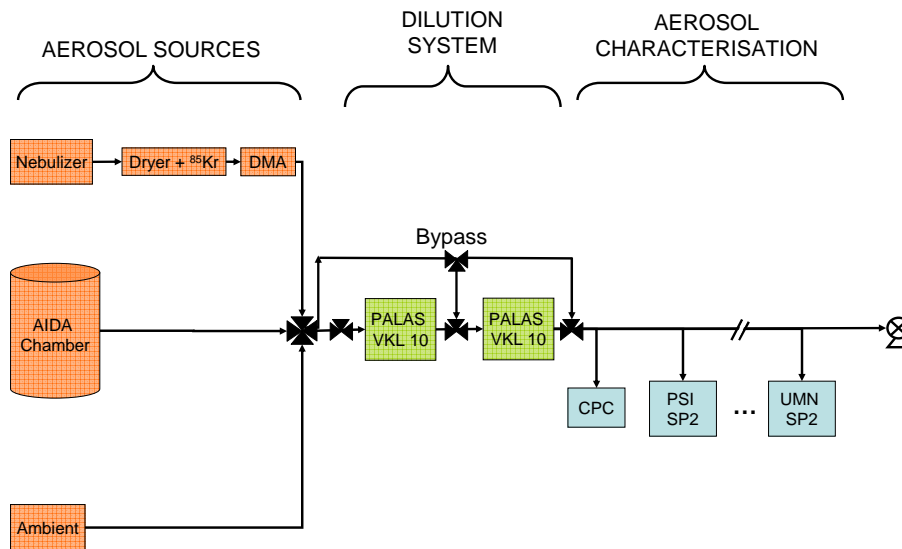 AEROSOL SOURCES
DILUTION
SYSTEM
AEROSOL
CHARACTERISATION
Nebulizer
Dryer + ⁸⁵Kr
DMA
Bypass
AIDA
Chamber
PALAS
VKL 10
PALAS
VKL 10
CPC
PSI
SP2
...
UMN
SP2
Ambient